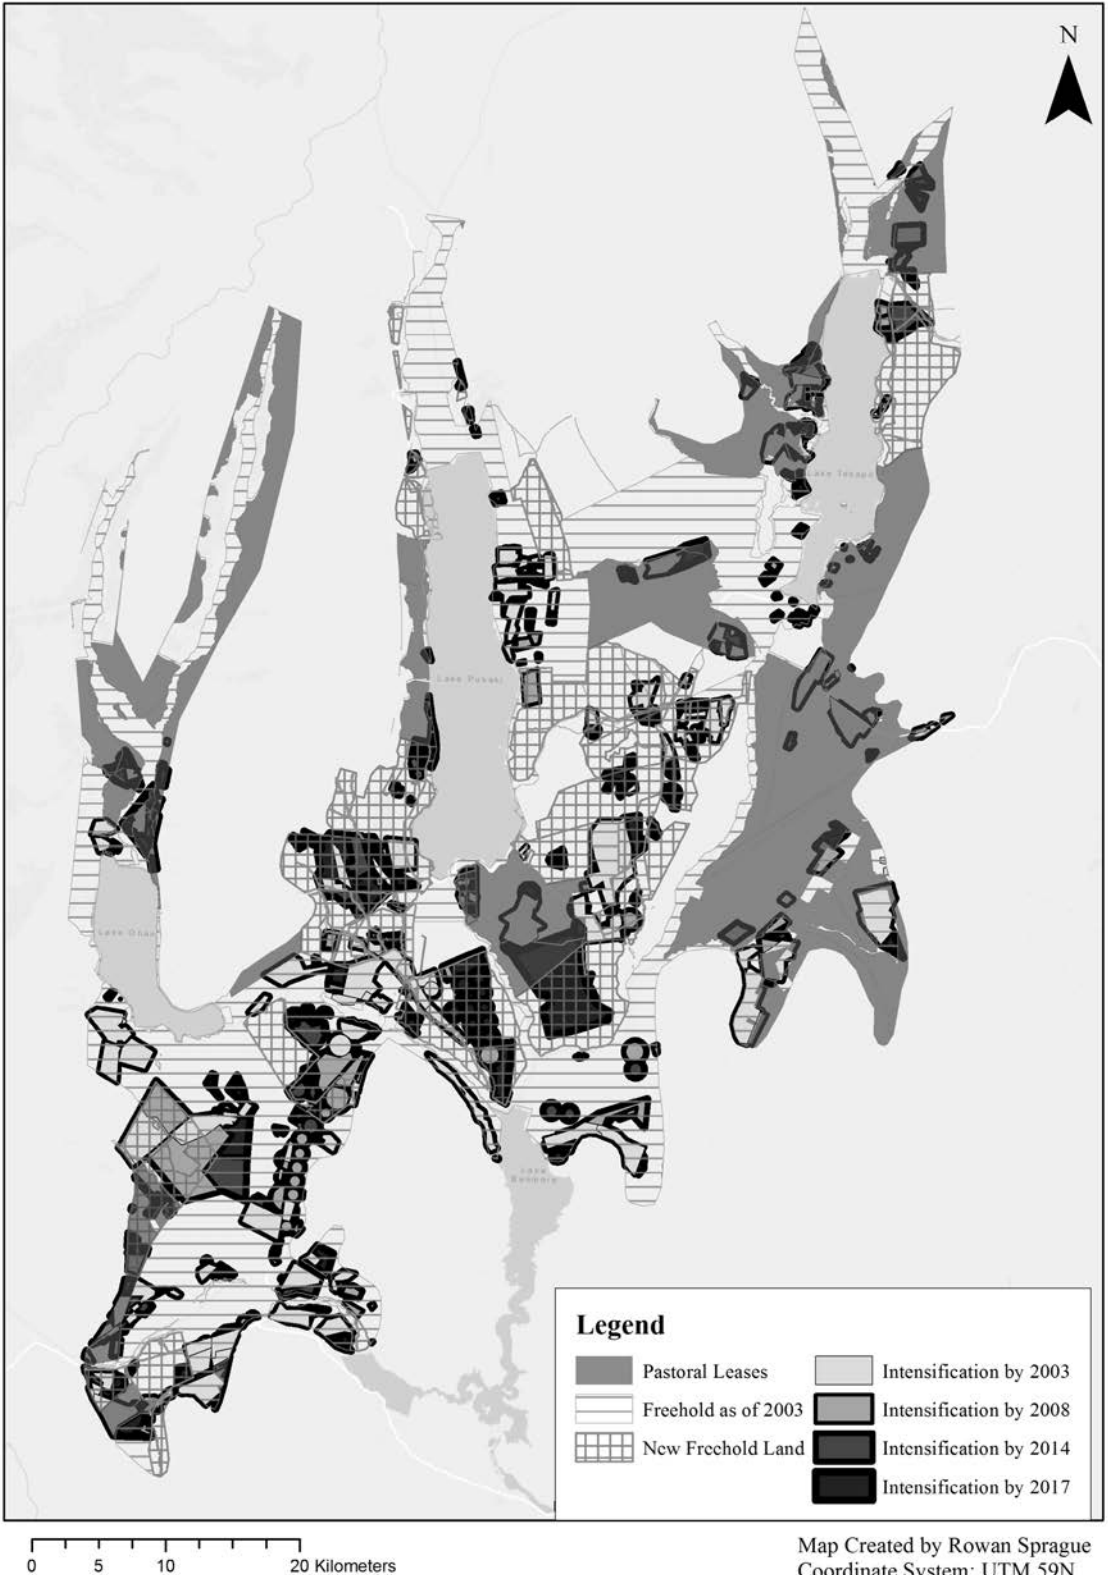 N
Lake Tekapo
Lake Pukaki
Lake Ohau
Lake
Benmore
Legend
Pastoral Leases
Freehold as of 2003
New Freehold Land
Intensification by 2003
Intensification by 2008
Intensification by 2014
Intensification by 2017
0 5 10 20 Kilometers
Map Created by Rowan Sprague
Coordinate System: UTM 59N